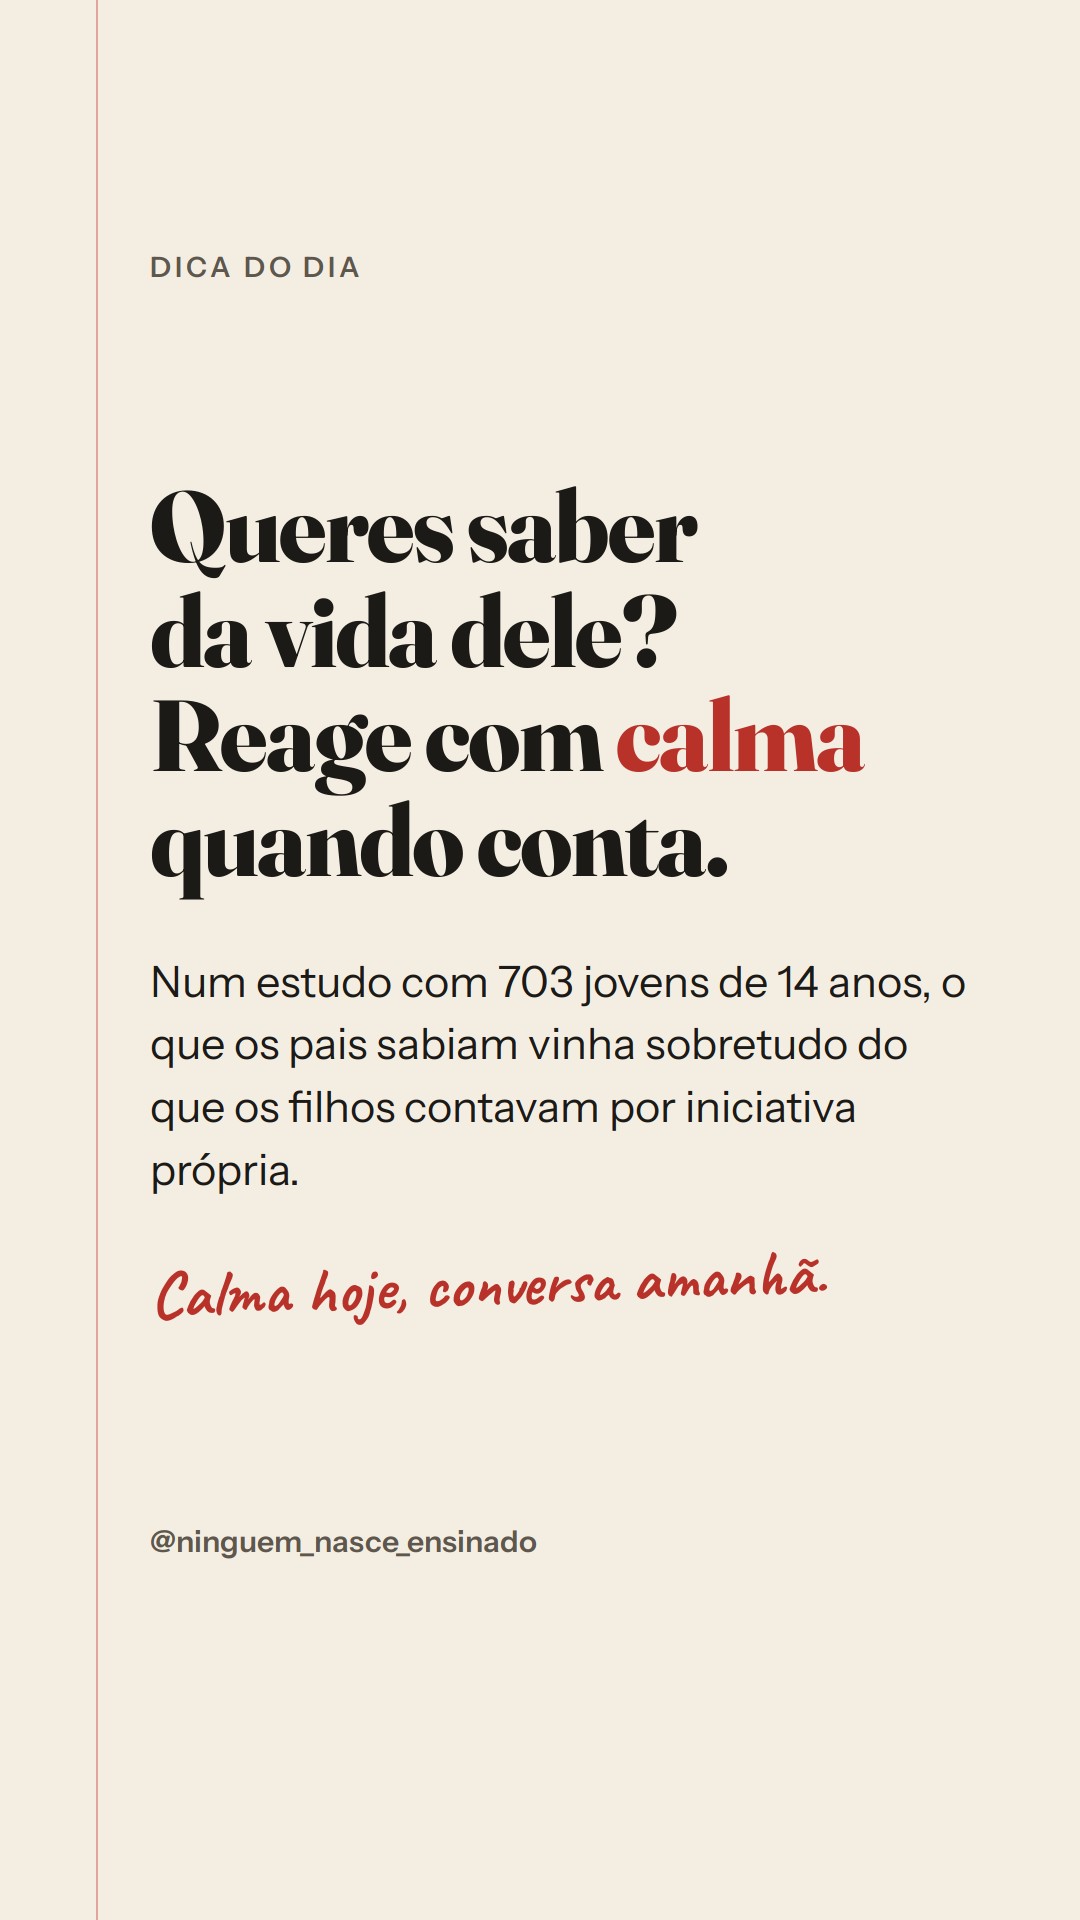 DICA DO DIA
Queres saber
da vida dele?
Reage com calma
quando conta.
Num estudo com 703 jovens de 14 anos, o
que os pais sabiam vinha sobretudo do
que os filhos contavam por iniciativa
própria.
Calma hoje, conversa amanhã.
@ninguem_nasce_ensinado